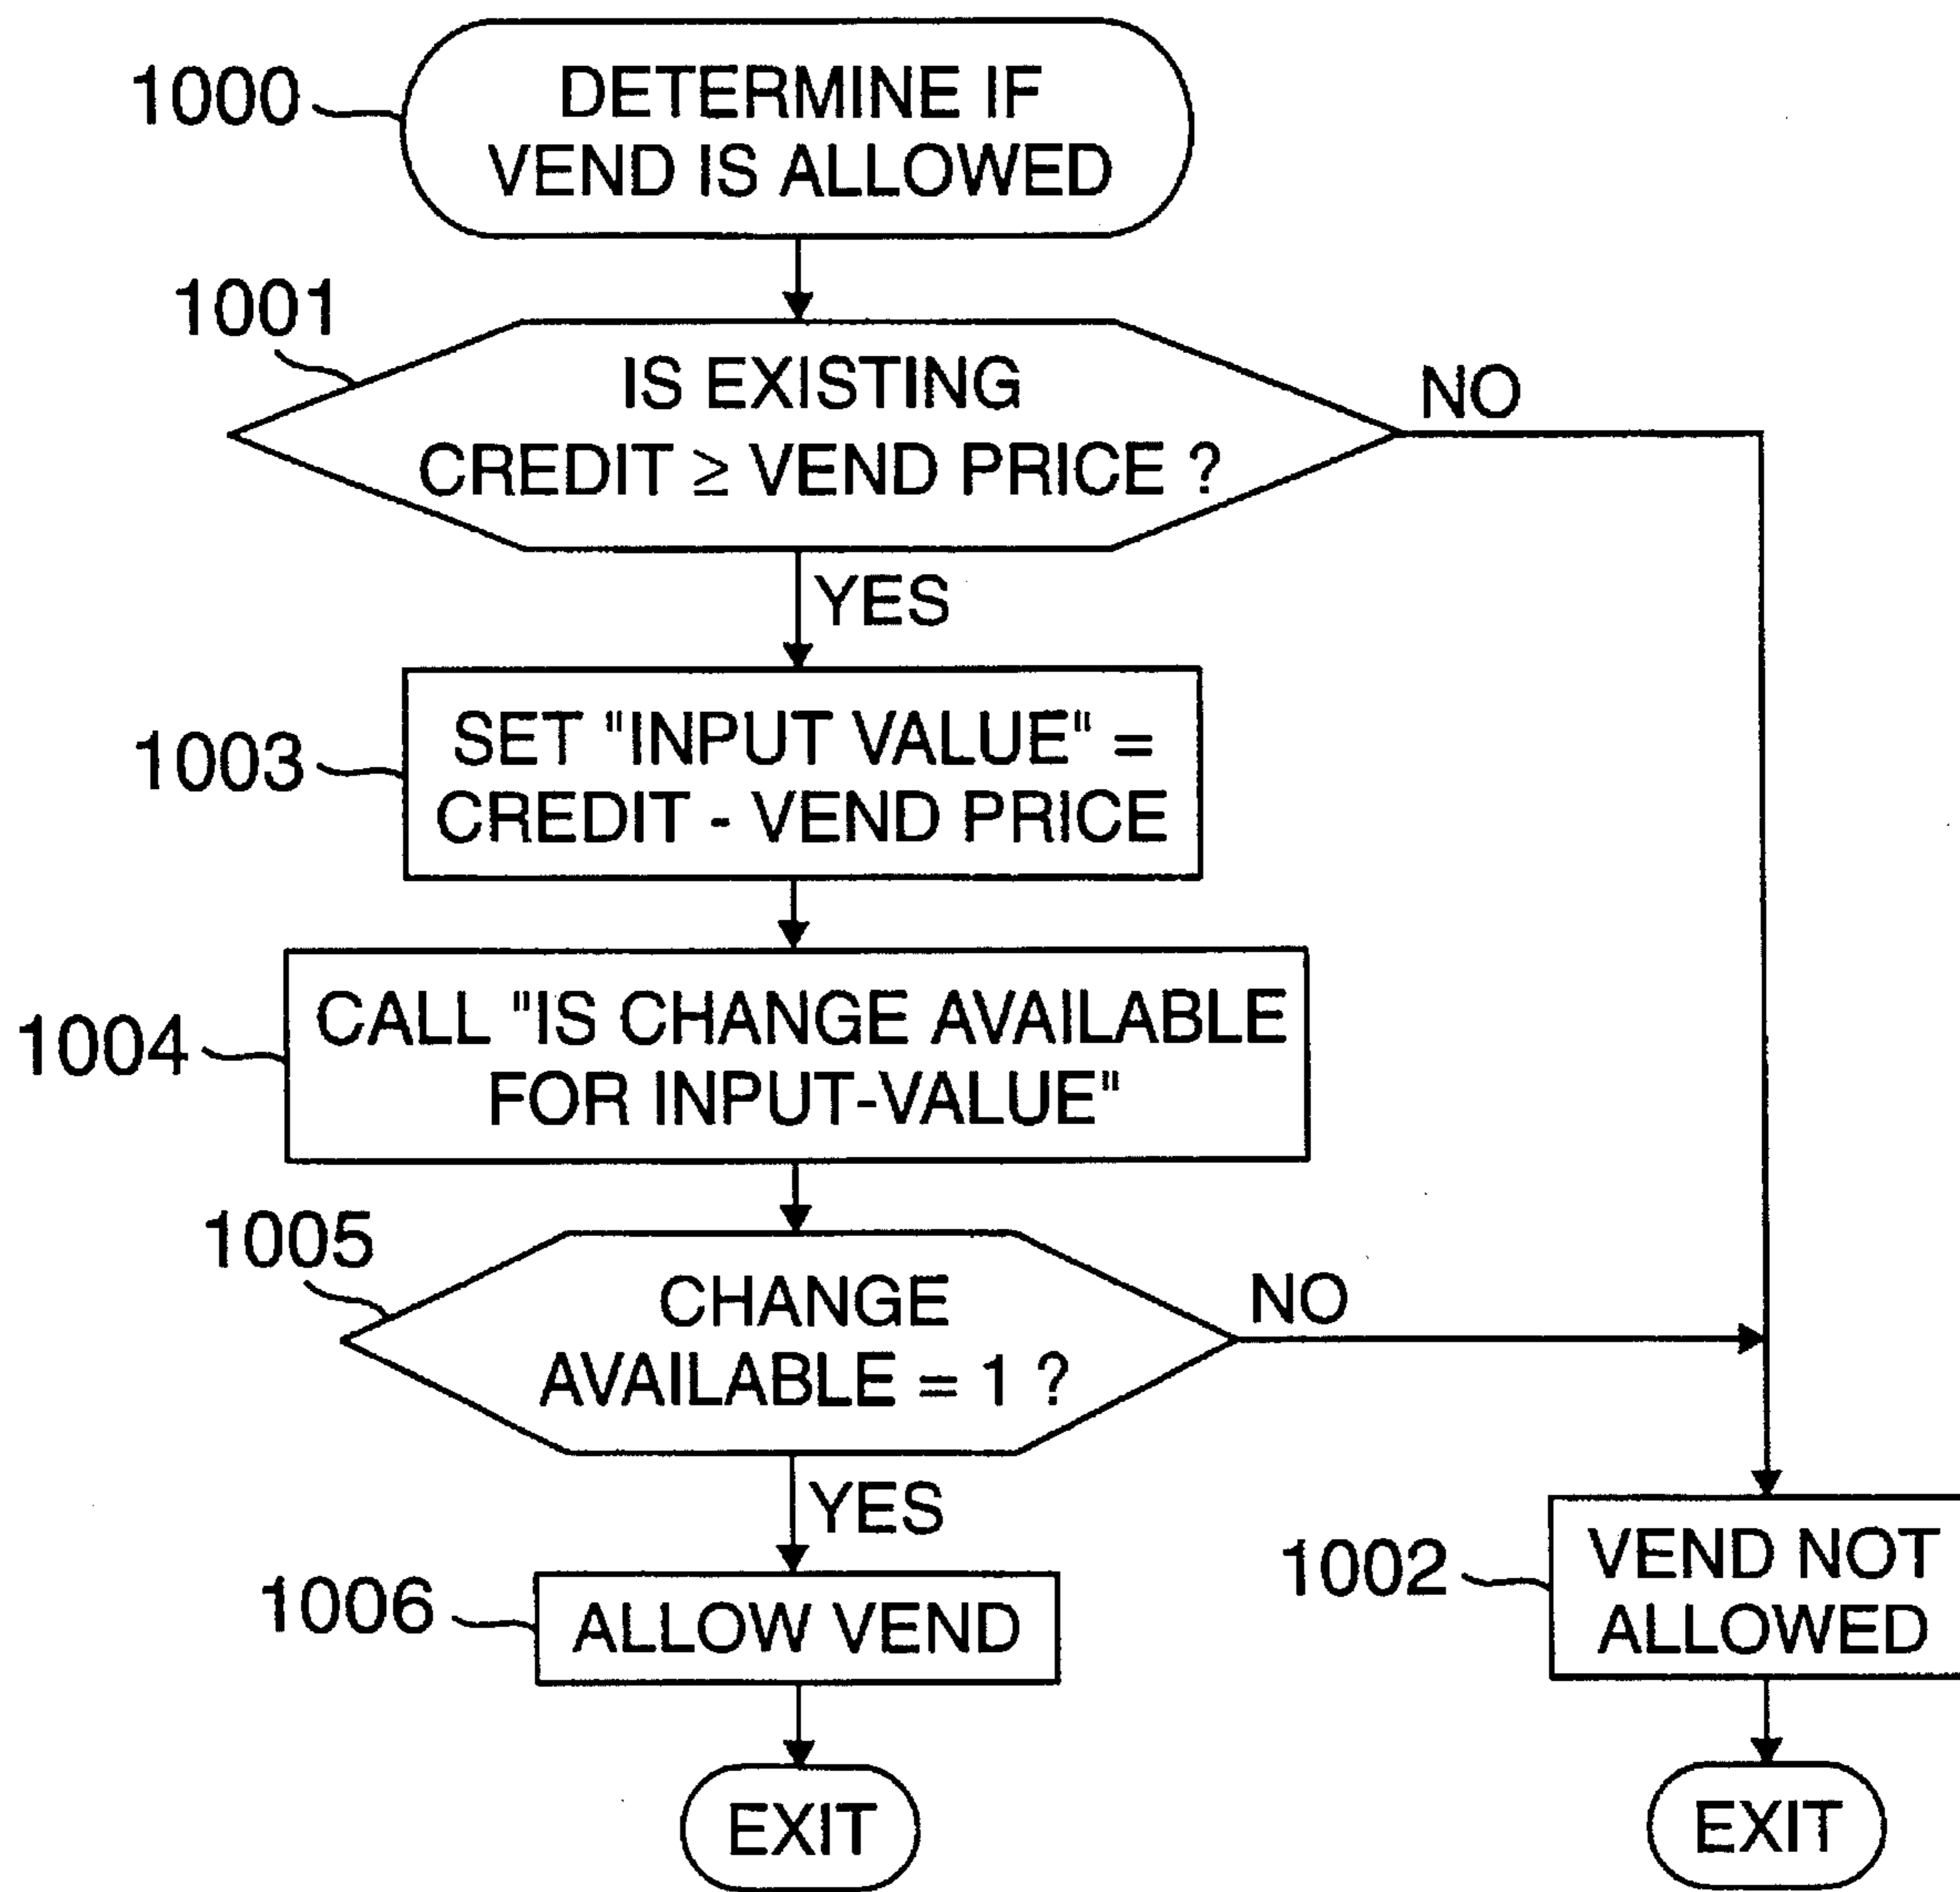 1000
DETERMINE IF
VEND IS ALLOWED
1001
IS EXISTING
CREDIT ≥ VEND PRICE ?
NO
YES
1003
SET "INPUT VALUE" =
CREDIT - VEND PRICE
1004
CALL "IS CHANGE AVAILABLE
FOR INPUT-VALUE"
1005
CHANGE
AVAILABLE = 1 ?
NO
YES
1006
ALLOW VEND
1002
VEND NOT
ALLOWED
EXIT
EXIT